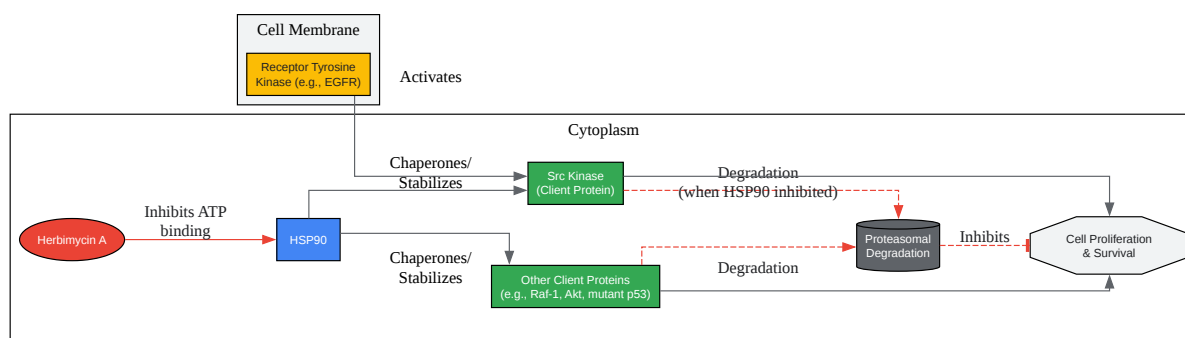 Cell Membrane
Receptor Tyrosine
Kinase (e.g., EGFR)
Activates
Cytoplasm
Chaperones/
Stabilizes
Src Kinase
(Client Protein)
Degradation
(when HSP90 inhibited)
Herbimycin A
Inhibits ATP
binding
HSP90
Chaperones/
Stabilizes
Other Client Proteins
(e.g., Raf-1, Akt, mutant p53)
Degradation
Proteasomal
Degradation
Inhibits
Cell Proliferation
& Survival